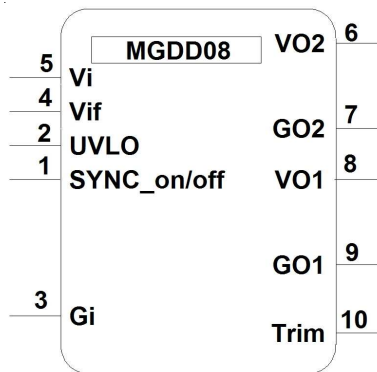 MGDD08
VO2 6
5 Vi
4 Vif
GO2 7
2 UVLO
VO1 8
1 SYNC_on/off
GO1 9
3 Gi
Trim 10